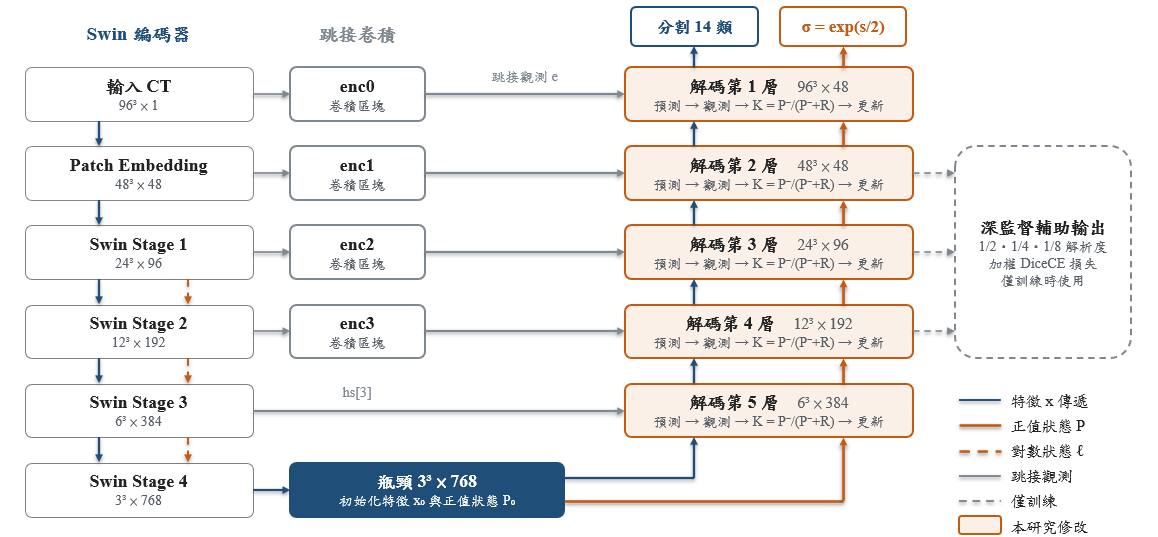 Swin 編碼器
跳接卷積
分割 14 類
σ = exp(s/2)
輸入 CT
96³ × 1
enc0
卷積區塊
跳接觀測 e
解碼第 1 層 96³ × 48
預測 → 觀測 → K = P⁻/(P⁻+R) → 更新
Patch Embedding
48³ × 48
enc1
卷積區塊
解碼第 2 層 48³ × 48
預測 → 觀測 → K = P⁻/(P⁻+R) → 更新
Swin Stage 1
24³ × 96
enc2
卷積區塊
解碼第 3 層 24³ × 96
預測 → 觀測 → K = P⁻/(P⁻+R) → 更新
Swin Stage 2
12³ × 192
enc3
卷積區塊
解碼第 4 層 12³ × 192
預測 → 觀測 → K = P⁻/(P⁻+R) → 更新
Swin Stage 3
6³ × 384
hs[3]
解碼第 5 層 6³ × 384
預測 → 觀測 → K = P⁻/(P⁻+R) → 更新
Swin Stage 4
3³ × 768
瓶頸 3³ × 768
初始化特徵 x₀ 與正值狀態 P₀
深監督輔助輸出
1/2・1/4・1/8 解析度
加權 DiceCE 損失
僅訓練時使用
特徵 x 傳遞
正值狀態 P
對數狀態 ℓ
跳接觀測
僅訓練
本研究修改